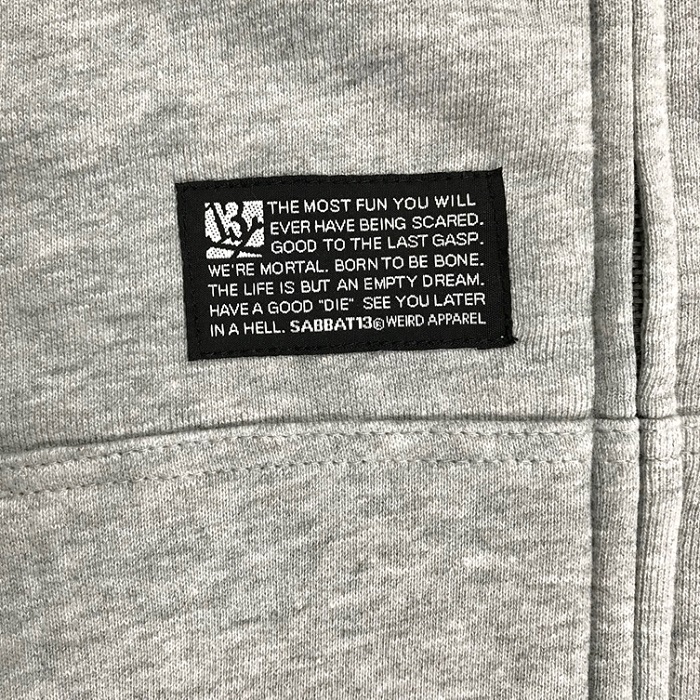 THE MOST FUN YOU WILL
EVER HAVE BEING SCARED.
GOOD TO THE LAST GASP.
WE'RE MORTAL. BORN TO BE BONE.
THE LIFE IS BUT AN EMPTY DREAM.
HAVE A GOOD "DIE" SEE YOU LATER
IN A HELL. SABBAT13® WEIRD APPAREL